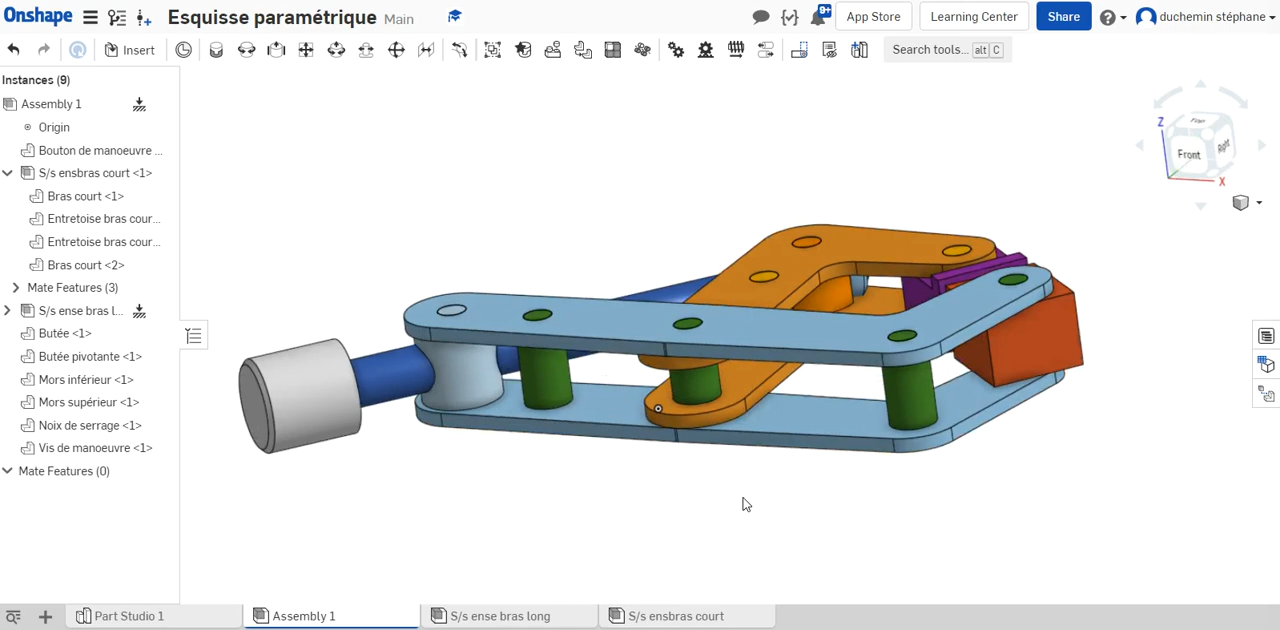 Onshape Esquisse paramétrique Main 9+ App Store Learning Center Share duchemin stéphane
Insert Search tools... alt C
Instances (9)
Assembly 1
Origin
Bouton de manoeuvre ...
S/s ensbras court <1>
Bras court <1>
Entretoise bras cour...
Entretoise bras cour...
Bras court <2>
Mate Features (3)
S/s ense bras l...
Butée <1>
Butée pivotante <1>
Mors inférieur <1>
Mors supérieur <1>
Noix de serrage <1>
Vis de manoeuvre <1>
Mate Features (0)
Z
Front Right
X
Part Studio 1 Assembly 1 S/s ense bras long S/s ensbras court